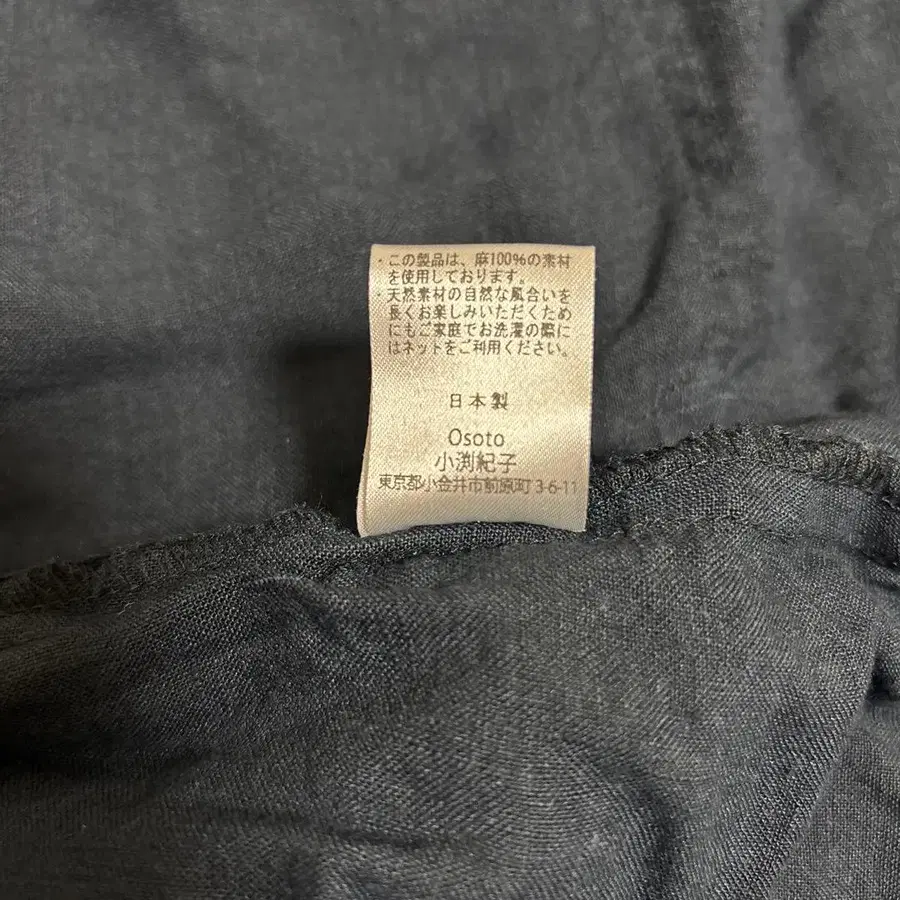 ・この製品は、麻100%の素材
を使用しております。
・天然素材の自然な風合いを
長くお楽しみいただくため
にもご家庭でお洗濯の際に
はネットをご利用ください。
日本製
Osoto
小渕紀子
東京都小金井市前原町3-6-11